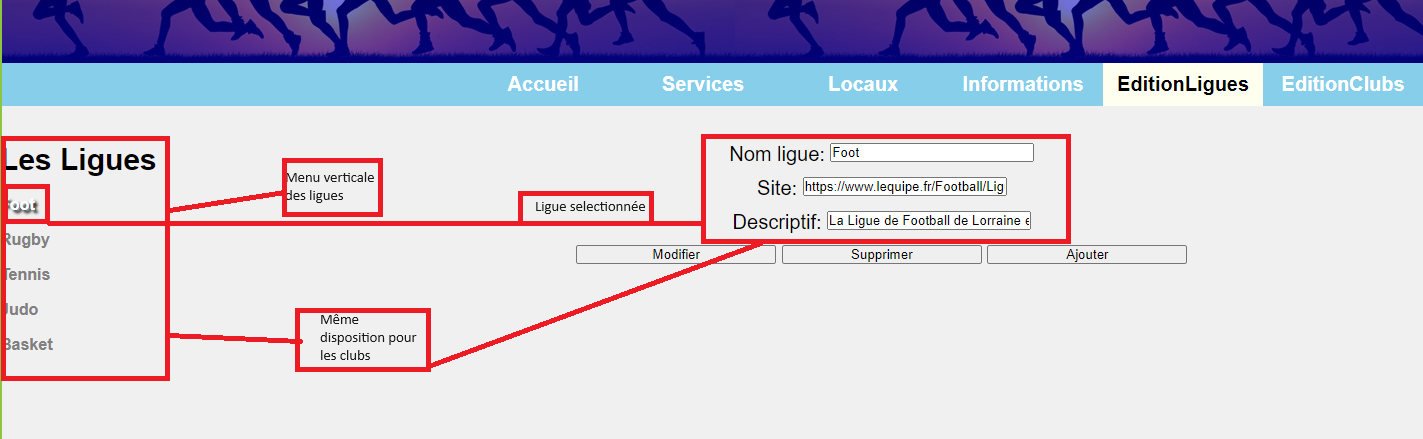 Accueil Services Locaux Informations EditionLigues EditionClubs
Les Ligues
Foot
Rugby
Tennis
Judo
Basket
Menu verticale
des ligues
Ligue selectionnée
Même
disposition pour
les clubs
Nom ligue: Foot
Site: https://www.lequipe.fr/Football/Lig
Descriptif: La Ligue de Football de Lorraine e
Modifier Supprimer Ajouter